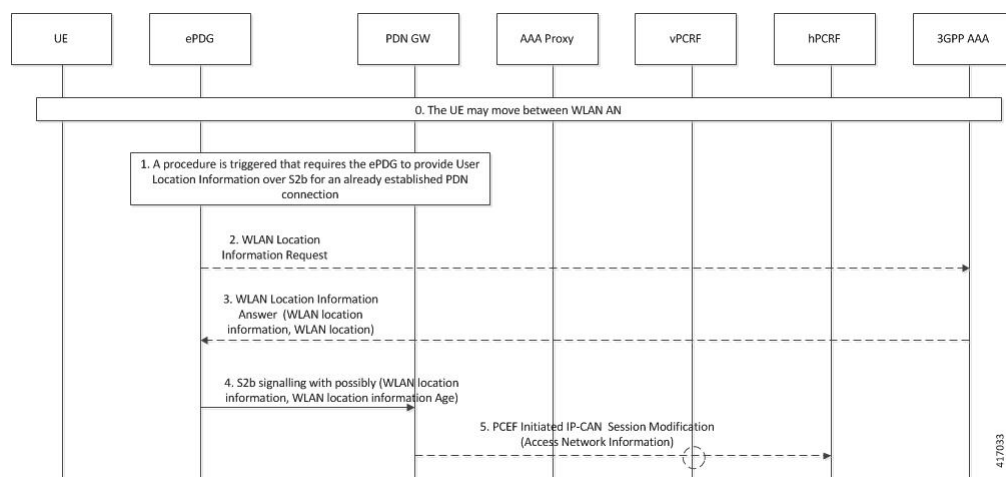 UE
ePDG
PDN GW
AAA Proxy
vPCRF
hPCRF
3GPP AAA
0. The UE may move between WLAN AN
1. A procedure is triggered that requires the ePDG to provide User
Location Information over S2b for an already established PDN
connection
2. WLAN Location
Information Request
3. WLAN Location Information
Answer (WLAN location
information, WLAN location)
4. S2b signalling with possibly (WLAN location
information, WLAN location information Age)
5. PCEF Initiated IP-CAN Session Modification
(Access Network Information)
417033